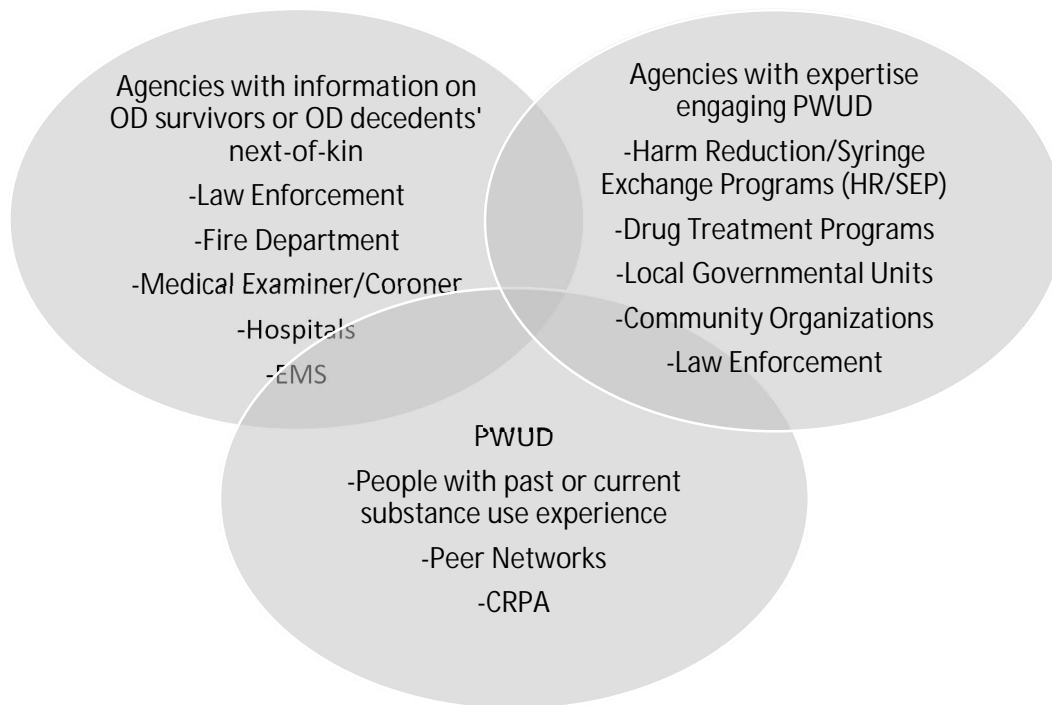 Agencies with information on
OD survivors or OD decedents'
next-of-kin
-Law Enforcement
-Fire Department
-Medical Examiner/Coroner
-Hospitals
-EMS
Agencies with expertise
engaging PWUD
-Harm Reduction/Syringe
Exchange Programs (HR/SEP)
-Drug Treatment Programs
-Local Governmental Units
-Community Organizations
-Law Enforcement
PWUD
-People with past or current
substance use experience
-Peer Networks
-CRPA